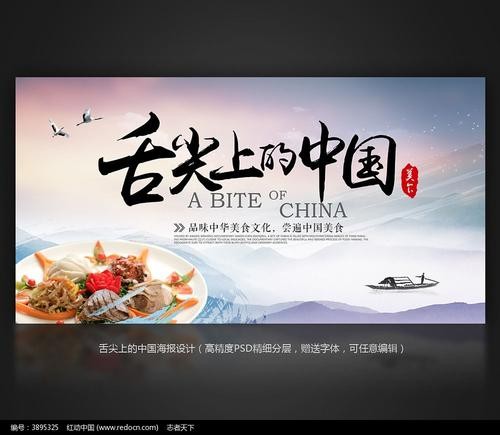 舌尖上的中国
A BITE OF
CHINA
美食
品味中华美食文化，尝遍中国美食
舌尖上的中国海报设计（高精度PSD精细分层，赠送字体，可任意编辑）
编号：3895325 红动中国 (www.redocn.com) 志者天下